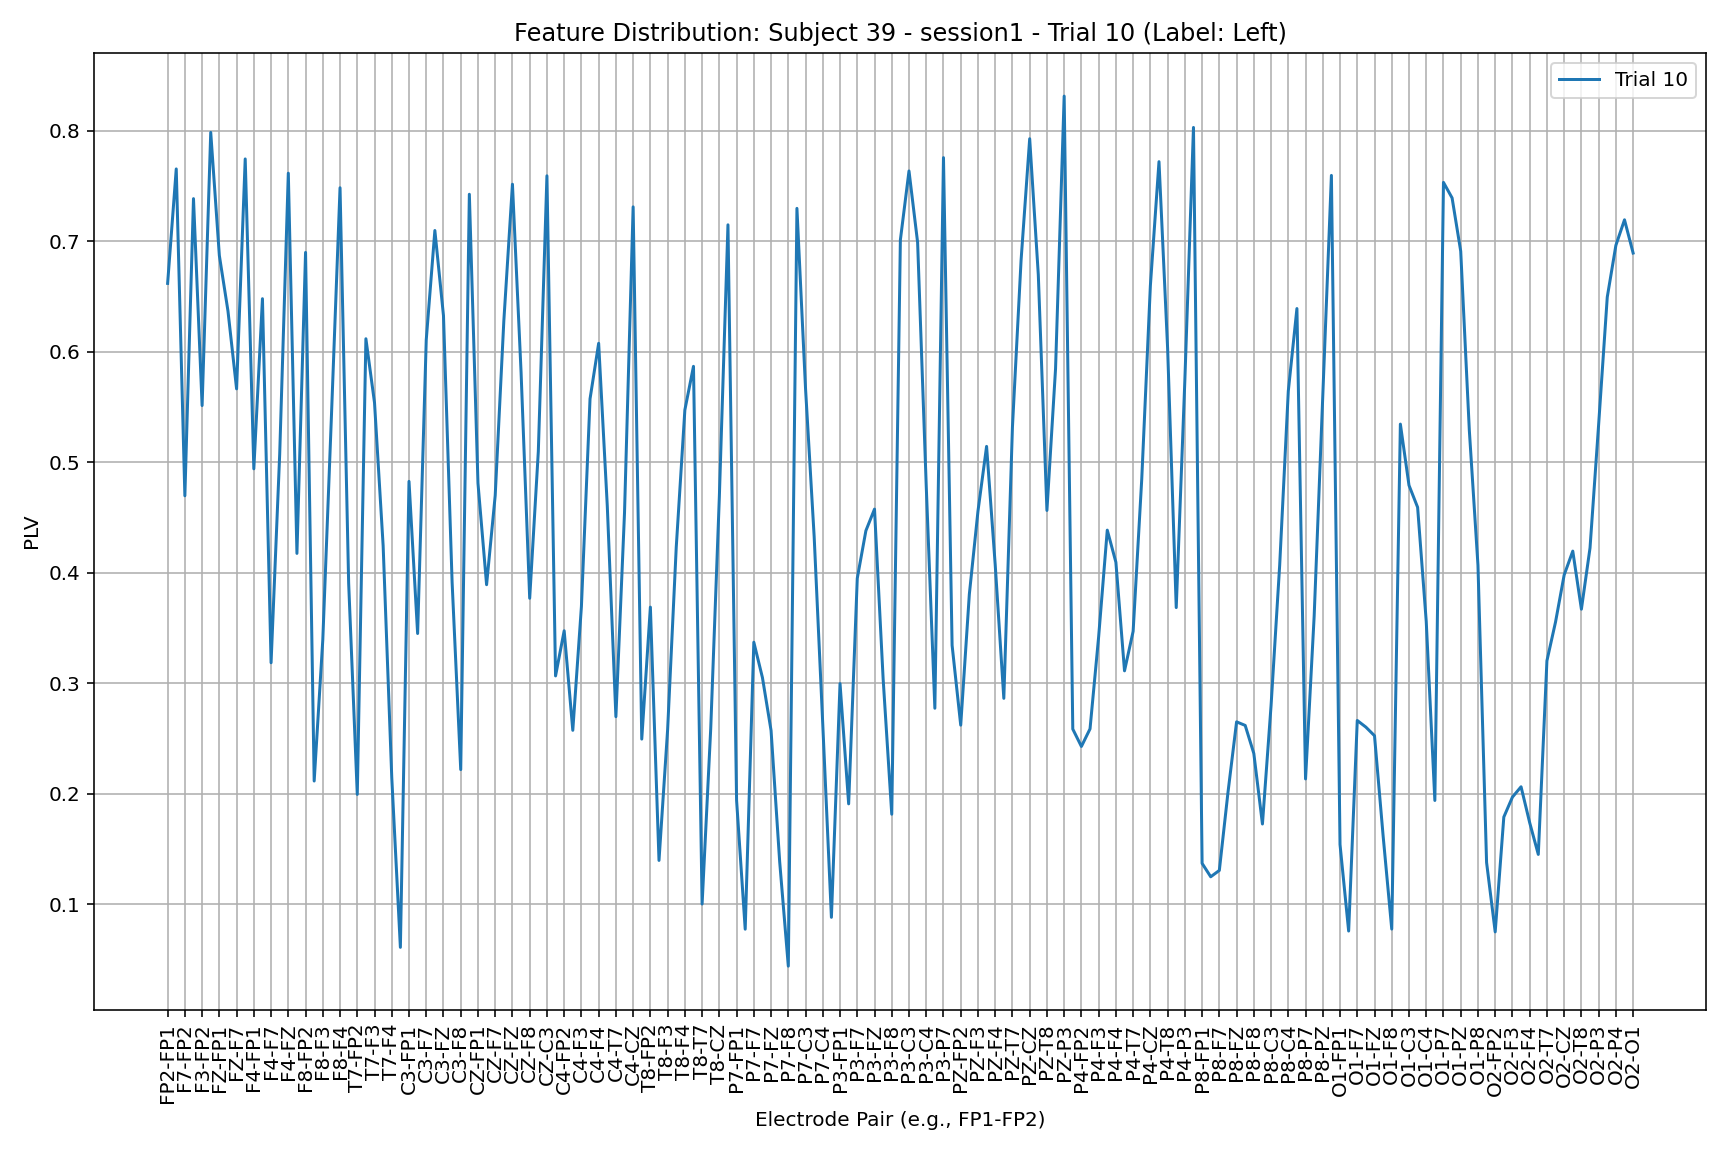 Feature Distribution: Subject 39 - session1 - Trial 10 (Label: Left)
Trial 10
PLV
0.8
0.7
0.6
0.5
0.4
0.3
0.2
0.1
FP2-FP1
F7-FP2
F3-FP2
FZ-FP1
FZ-F7
F4-FP1
F4-F7
F4-FZ
F8-FP2
F8-F3
F8-F4
T7-FP2
T7-F3
T7-F4
C3-FP1
C3-F7
C3-FZ
C3-F8
CZ-FP1
CZ-F7
CZ-FZ
CZ-F8
CZ-C3
C4-FP2
C4-F3
C4-F4
C4-T7
C4-CZ
T8-FP2
T8-F3
T8-F4
T8-T7
T8-CZ
P7-FP1
P7-F7
P7-FZ
P7-F8
P7-C3
P7-C4
P3-FP1
P3-F7
P3-FZ
P3-F8
P3-C3
P3-C4
P3-P7
PZ-FP2
PZ-F3
PZ-F4
PZ-T7
PZ-CZ
PZ-T8
PZ-P3
P4-FP2
P4-F3
P4-F4
P4-T7
P4-CZ
P4-T8
P4-P3
P8-FP1
P8-F7
P8-FZ
P8-F8
P8-C3
P8-C4
P8-P7
P8-PZ
O1-FP1
O1-F7
O1-FZ
O1-F8
O1-C3
O1-C4
O1-P7
O1-PZ
O1-P8
O2-FP2
O2-F3
O2-F4
O2-T7
O2-CZ
O2-T8
O2-P3
O2-P4
O2-O1
Electrode Pair (e.g., FP1-FP2)